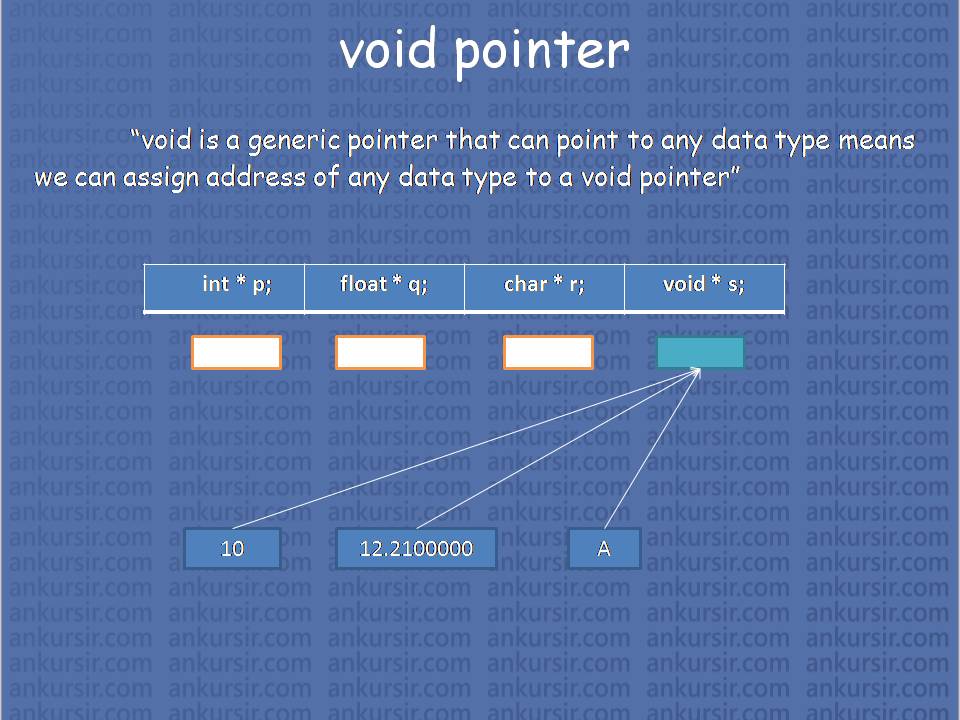 void pointer
“void is a generic pointer that can point to any data type means
we can assign address of any data type to a void pointer”
int * p; float * q; char * r; void * s;
10 12.2100000 A
ankursir.com